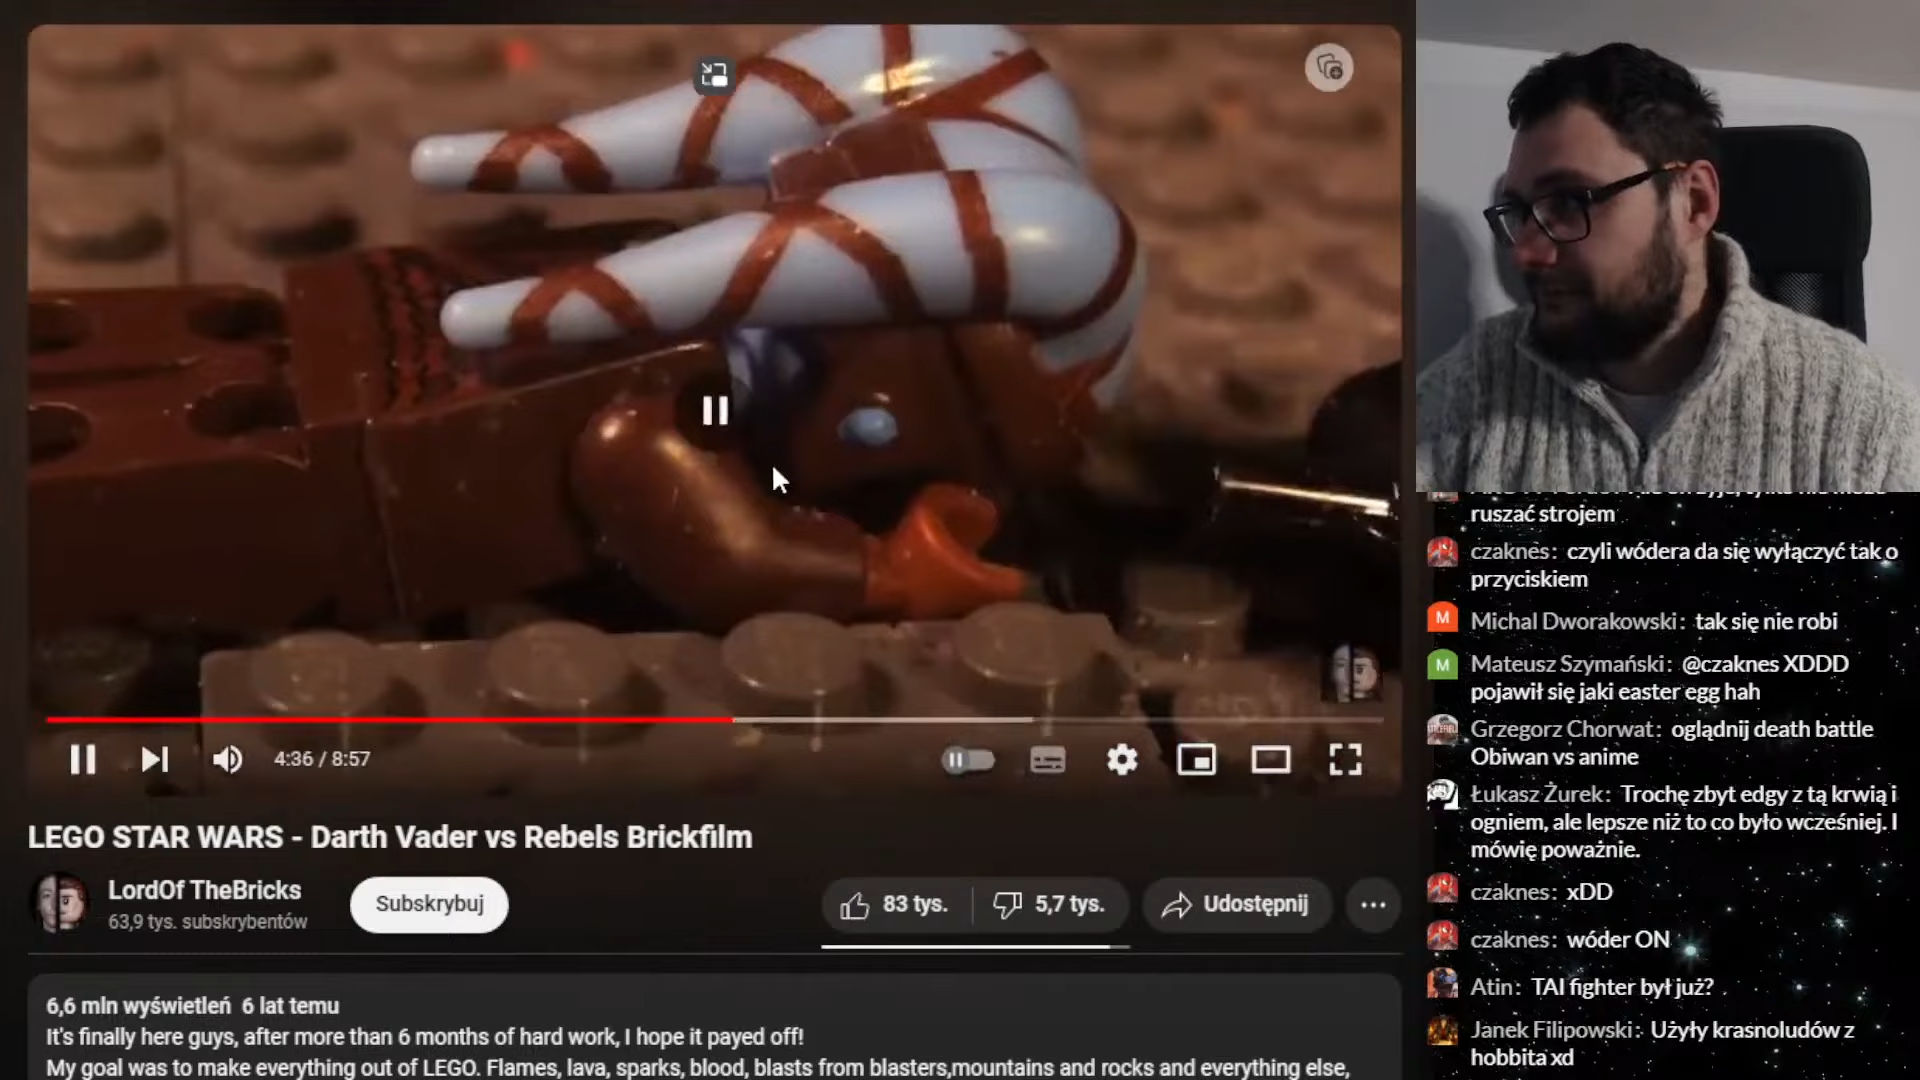 4:36 / 8:57
LEGO STAR WARS - Darth Vader vs Rebels Brickfilm
LordOf TheBricks
63,9 tys. subskrybentów
Subskrybuj
83 tys.
5,7 tys.
Udostępnij
6,6 mln wyświetleń 6 lat temu
It's finally here guys, after more than 6 months of hard work, I hope it payed off!
My goal was to make everything out of LEGO. Flames, lava, sparks, blood, blasts from blasters,mountains and rocks and everything else,
ruszać strojem
czaknes: czyli wódera da się wyłączyć tak o
przyciskiem
M
Michal Dworakowski: tak się nie robi
M
Mateusz Szymański: @czaknes XDDD
pojawił się jaki easter egg hah
Grzegorz Chorwat: oglądnij death battle
Obiwan vs anime
Łukasz Żurek: Trochę zbyt edgy z tą krwią i
ogniem, ale lepsze niż to co było wcześniej. I
mówię poważnie.
czaknes: xDD
czaknes: wóder ON
Atin: TAI fighter był już?
Janek Filipowski: Użyły krasnoludów z
hobbita xd